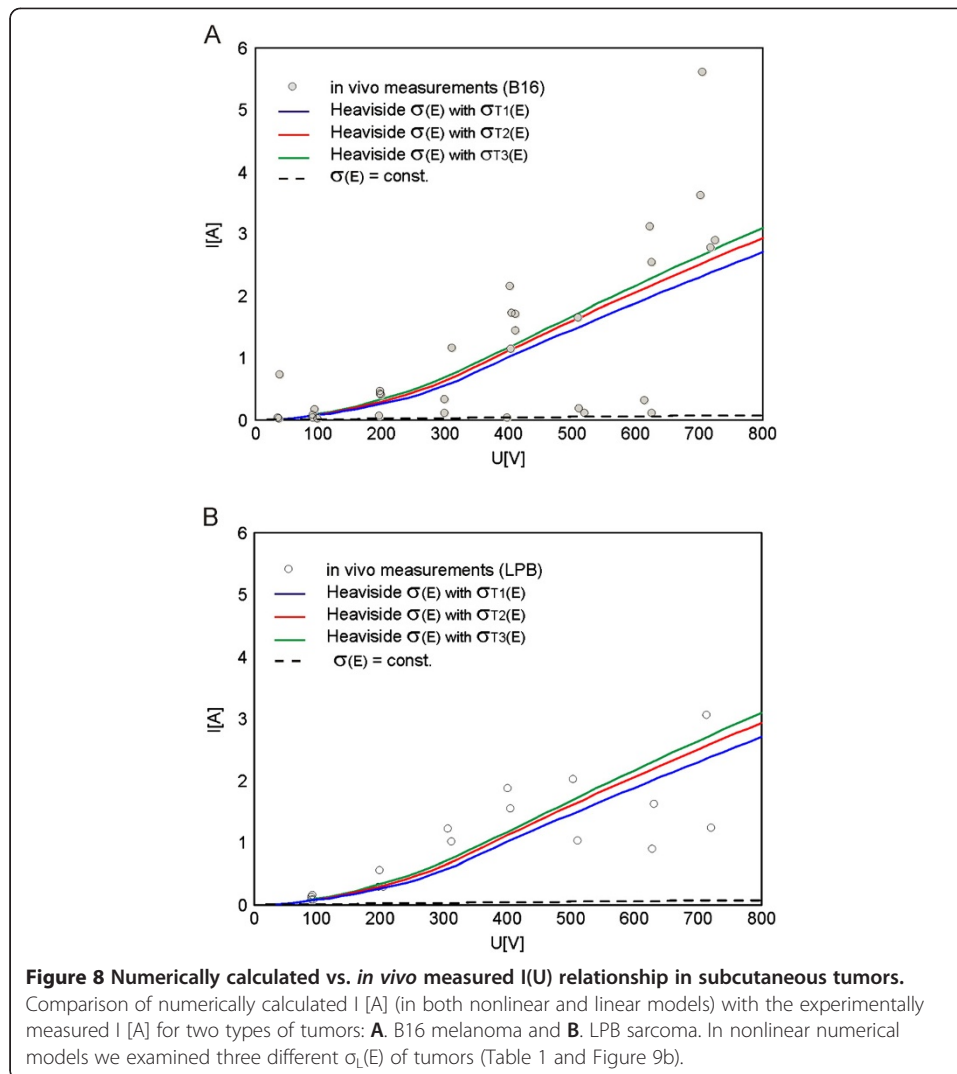 A
6
5
4
3
2
1
0
I[A]
in vivo measurements (B16)
Heaviside σ(E) with σT1(E)
Heaviside σ(E) with σT2(E)
Heaviside σ(E) with σT3(E)
σ(E) = const.
0 100 200 300 400 500 600 700 800
U[V]
B
6
5
4
3
2
1
0
I[A]
in vivo measurements (LPB)
Heaviside σ(E) with σT1(E)
Heaviside σ(E) with σT2(E)
Heaviside σ(E) with σT3(E)
σ(E) = const.
0 100 200 300 400 500 600 700 800
U[V]
Figure 8 Numerically calculated vs. in vivo measured I(U) relationship in subcutaneous tumors.
Comparison of numerically calculated I [A] (in both nonlinear and linear models) with the experimentally
measured I [A] for two types of tumors: A. B16 melanoma and B. LPB sarcoma. In nonlinear numerical
models we examined three different σL(E) of tumors (Table 1 and Figure 9b).